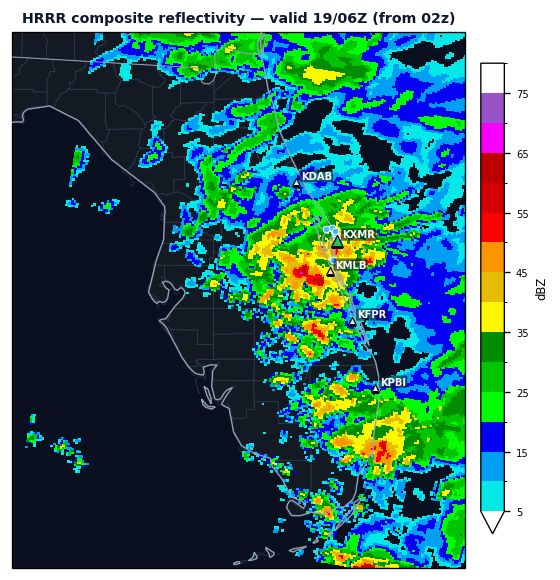 HRRR composite reflectivity — valid 19/06Z (from 02z)
KDAB
KXMR
KMLB
KFPR
KPBI
75
65
55
45
35
25
15
5
dBZ